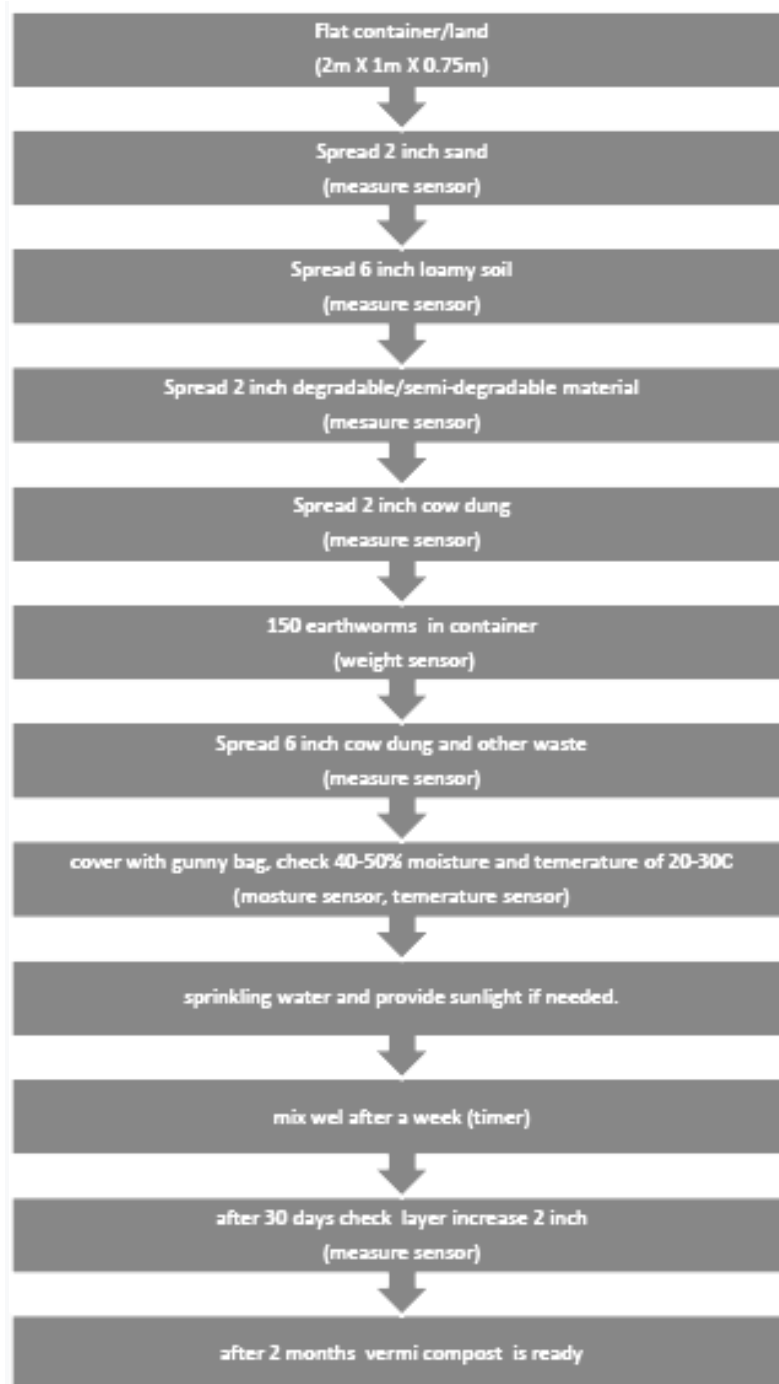 Flat container/land
(2m X 1m X 0.75m)
Spread 2 inch sand
(measure sensor)
Spread 6 inch loamy soil
(measure sensor)
Spread 2 inch degradable/semi-degradable material
(mesaure sensor)
Spread 2 inch cow dung
(measure sensor)
150 earthworms in container
(weight sensor)
Spread 6 inch cow dung and other waste
(measure sensor)
cover with gunny bag, check 40-50% moisture and temerature of 20-30C
(mosture sensor, temerature sensor)
sprinkling water and provide sunlight if needed.
mix wel after a week (timer)
after 30 days check layer increase 2 inch
(measure sensor)
after 2 months vermi compost is ready